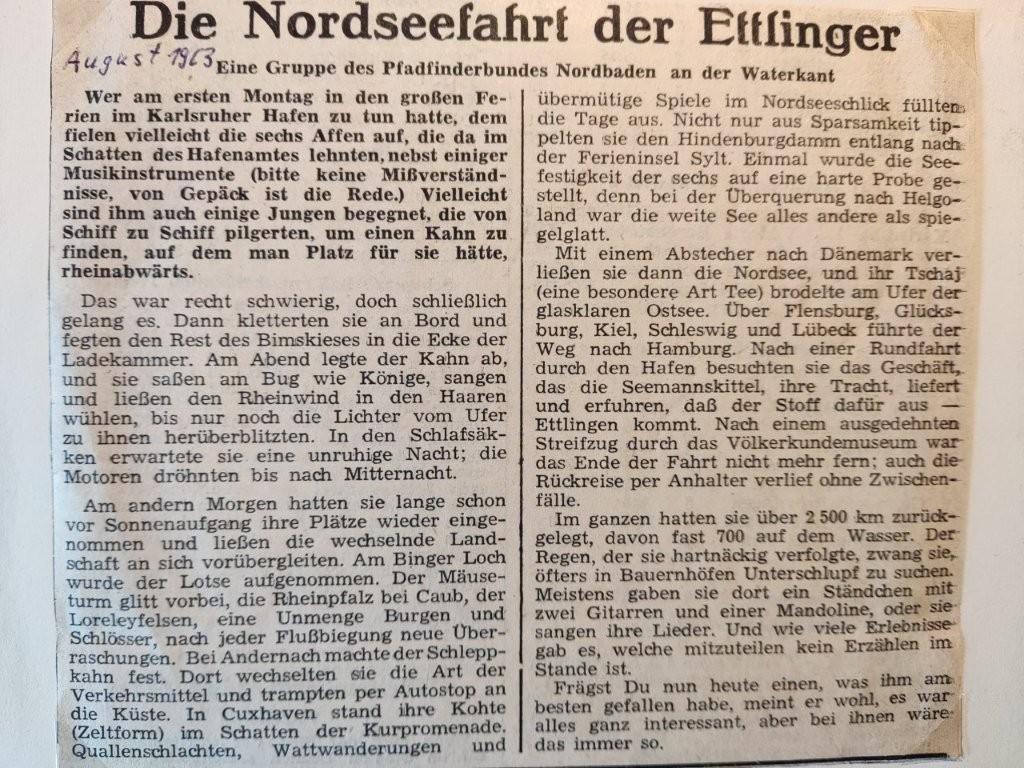 Die Nordseefahrt der Ettlinger
August 1963
Eine Gruppe des Pfadfinderbundes Nordbaden an der Waterkant
Wer am ersten Montag in den großen Fe-
rien im Karlsruher Hafen zu tun hatte, dem
fielen vielleicht die sechs Affen auf, die da im
Schatten des Hafenamtes lehnten, nebst einiger
Musikinstrumente (bitte keine Mißverständ-
nisse, von Gepäck ist die Rede.) Vielleicht
sind ihm auch einige Jungen begegnet, die von
Schiff zu Schiff pilgerten, um einen Kahn zu
finden, auf dem man Platz für sie hätte,
rheinabwärts.
Das war recht schwierig, doch schließlich
gelang es. Dann kletterten sie an Bord und
fegten den Rest des Bimskieses in die Ecke der
Ladekammer. Am Abend legte der Kahn ab,
und sie saßen am Bug wie Könige, sangen
und ließen den Rheinwind in den Haaren
wühlen, bis nur noch die Lichter vom Ufer
zu ihnen herüberblitzten. In den Schlafsäk-
ken erwartete sie eine unruhige Nacht; die
Motoren dröhnten bis nach Mitternacht.
Am andern Morgen hatten sie lange schon
vor Sonnenaufgang ihre Plätze wieder einge-
nommen und ließen die wechselnde Land-
schaft an sich vorübergleiten. Am Binger Loch
wurde der Lotse aufgenommen. Der Mäuse-
turm glitt vorbei, die Rheinpfalz bei Caub, der
Loreleyfelsen, eine Unmenge Burgen und
Schlösser, nach jeder Flußbiegung neue Über-
raschungen. Bei Andernach machte der Schlepp-
kahn fest. Dort wechselten sie die Art der
Verkehrsmittel und trampten per Autostop an
die Küste. In Cuxhaven stand ihre Kohte
(Zeltform) im Schatten der Kurpromenade.
Quallenschlachten, Wattwanderungen und
übermütige Spiele im Nordseeschlick füllten
die Tage aus. Nicht nur aus Sparsamkeit tip-
pelten sie den Hindenburgdamm entlang nach
der Ferieninsel Sylt. Einmal wurde die See-
festigkeit der sechs auf eine harte Probe ge-
stellt, denn bei der Überquerung nach Helgo-
land war die weite See alles andere als spie-
gelglatt.
Mit einem Abstecher nach Dänemark ver-
ließen sie dann die Nordsee, und ihr Tschaj
(eine besondere Art Tee) brodelte am Ufer der
glasklaren Ostsee. Über Flensburg, Glücks-
burg, Kiel, Schleswig und Lübeck führte der
Weg nach Hamburg. Nach einer Rundfahrt
durch den Hafen besuchten sie das Geschäft,
das die Seemannskittel, ihre Tracht, liefert
und erfuhren, daß der Stoff dafür aus —
Ettlingen kommt. Nach einem ausgedehnten
Streifzug durch das Völkerkundemuseum war
das Ende der Fahrt nicht mehr fern; auch die
Rückreise per Anhalter verlief ohne Zwischen-
fälle.
Im ganzen hatten sie über 2 500 km zurück-
gelegt, davon fast 700 auf dem Wasser. Der
Regen, der sie hartnäckig verfolgte, zwang sie,
öfters in Bauernhöfen Unterschlupf zu suchen.
Meistens gaben sie dort ein Ständchen mit
zwei Gitarren und einer Mandoline, oder sie
sangen ihre Lieder. Und wie viele Erlebnisse
gab es, welche mitzuteilen kein Erzählen im
Stande ist.
Frägst Du nun heute einen, was ihm am
besten gefallen habe, meint er wohl, es war
alles ganz interessant, aber bei ihnen wäre
das immer so.